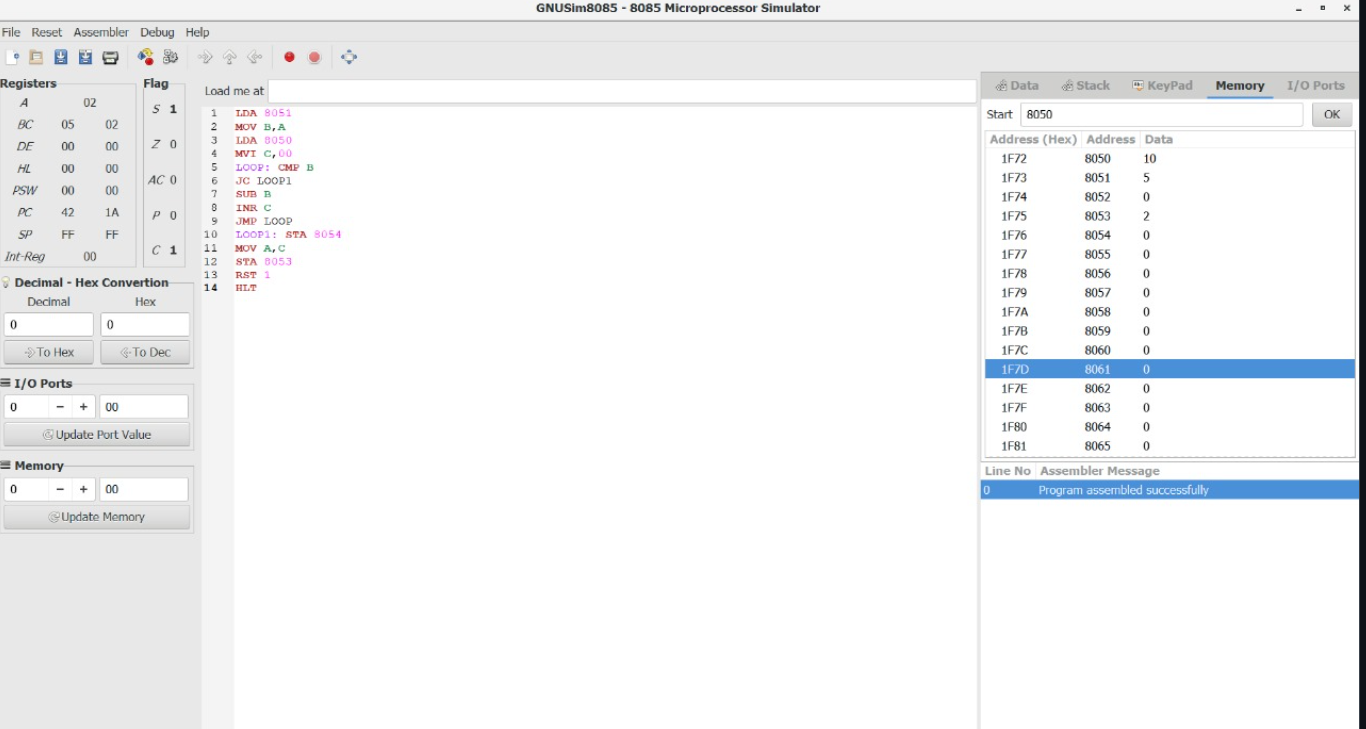 GNUSim8085 - 8085 Microprocessor Simulator
File Reset Assembler Debug Help
Registers
A 02
BC 05 02
DE 00 00
HL 00 00
PSW 00 00
PC 42 1A
SP FF FF
Int-Reg 00
Flag
S 1
Z 0
AC 0
P 0
C 1
Decimal - Hex Convertion
Decimal Hex
0 0
To Hex To Dec
I/O Ports
0 − + 00
Update Port Value
Memory
0 − + 00
Update Memory
Load me at
1 LDA 8051
2 MOV B,A
3 LDA 8050
4 MVI C,00
5 LOOP: CMP B
6 JC LOOP1
7 SUB B
8 INR C
9 JMP LOOP
10 LOOP1: STA 8054
11 MOV A,C
12 STA 8053
13 RST 1
14 HLT
Data Stack KeyPad Memory I/O Ports
Start 8050 OK
Address (Hex) Address Data
1F72 8050 10
1F73 8051 5
1F74 8052 0
1F75 8053 2
1F76 8054 0
1F77 8055 0
1F78 8056 0
1F79 8057 0
1F7A 8058 0
1F7B 8059 0
1F7C 8060 0
1F7D 8061 0
1F7E 8062 0
1F7F 8063 0
1F80 8064 0
1F81 8065 0
Line No Assembler Message
0 Program assembled successfully